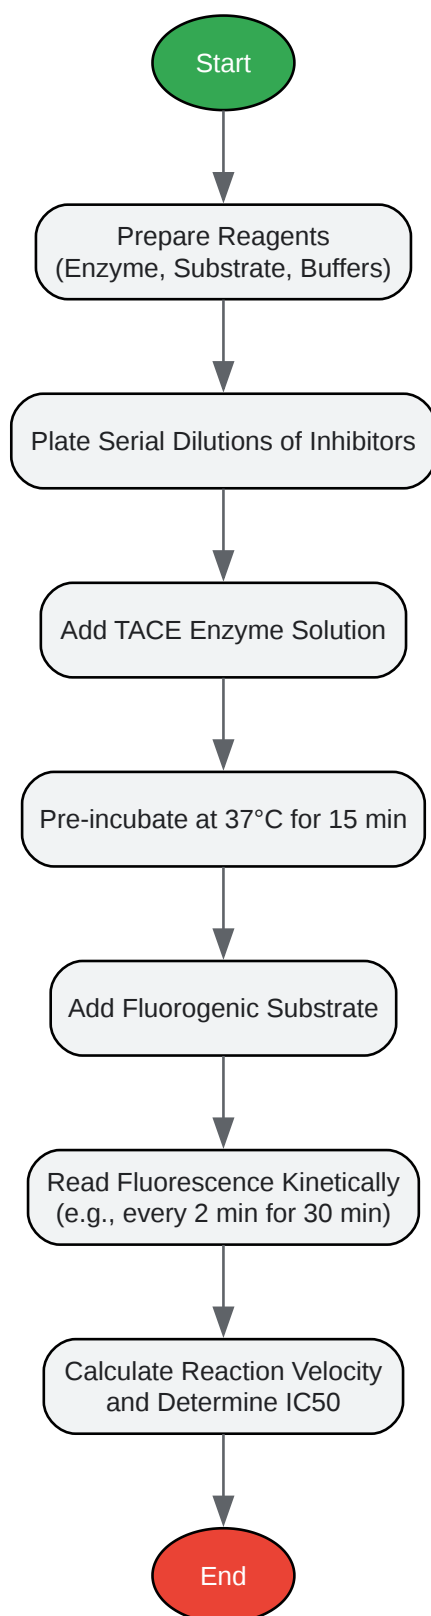 Start
Prepare Reagents
(Enzyme, Substrate, Buffers)
Plate Serial Dilutions of Inhibitors
Add TACE Enzyme Solution
Pre-incubate at 37°C for 15 min
Add Fluorogenic Substrate
Read Fluorescence Kinetically
(e.g., every 2 min for 30 min)
Calculate Reaction Velocity
and Determine IC50
End